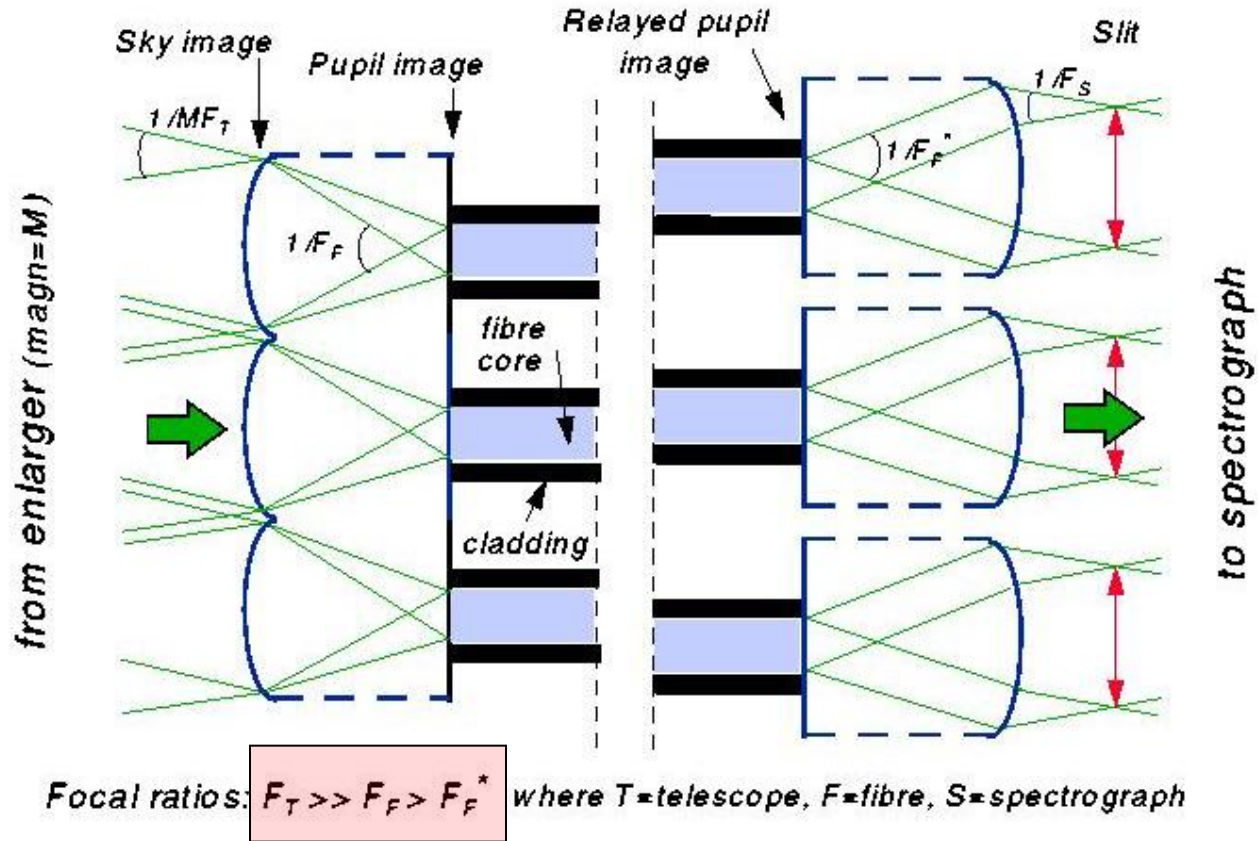 Sky image
Pupil image
Relayed pupil
image
Slit
1/MF_T
1/F_F
1/F_F*
1/F_S
from enlarger (magn=M)
fibre
core
cladding
to spectrograph
Focal ratios: F_T >> F_F > F_F* where T=telescope, F=fibre, S=spectrograph